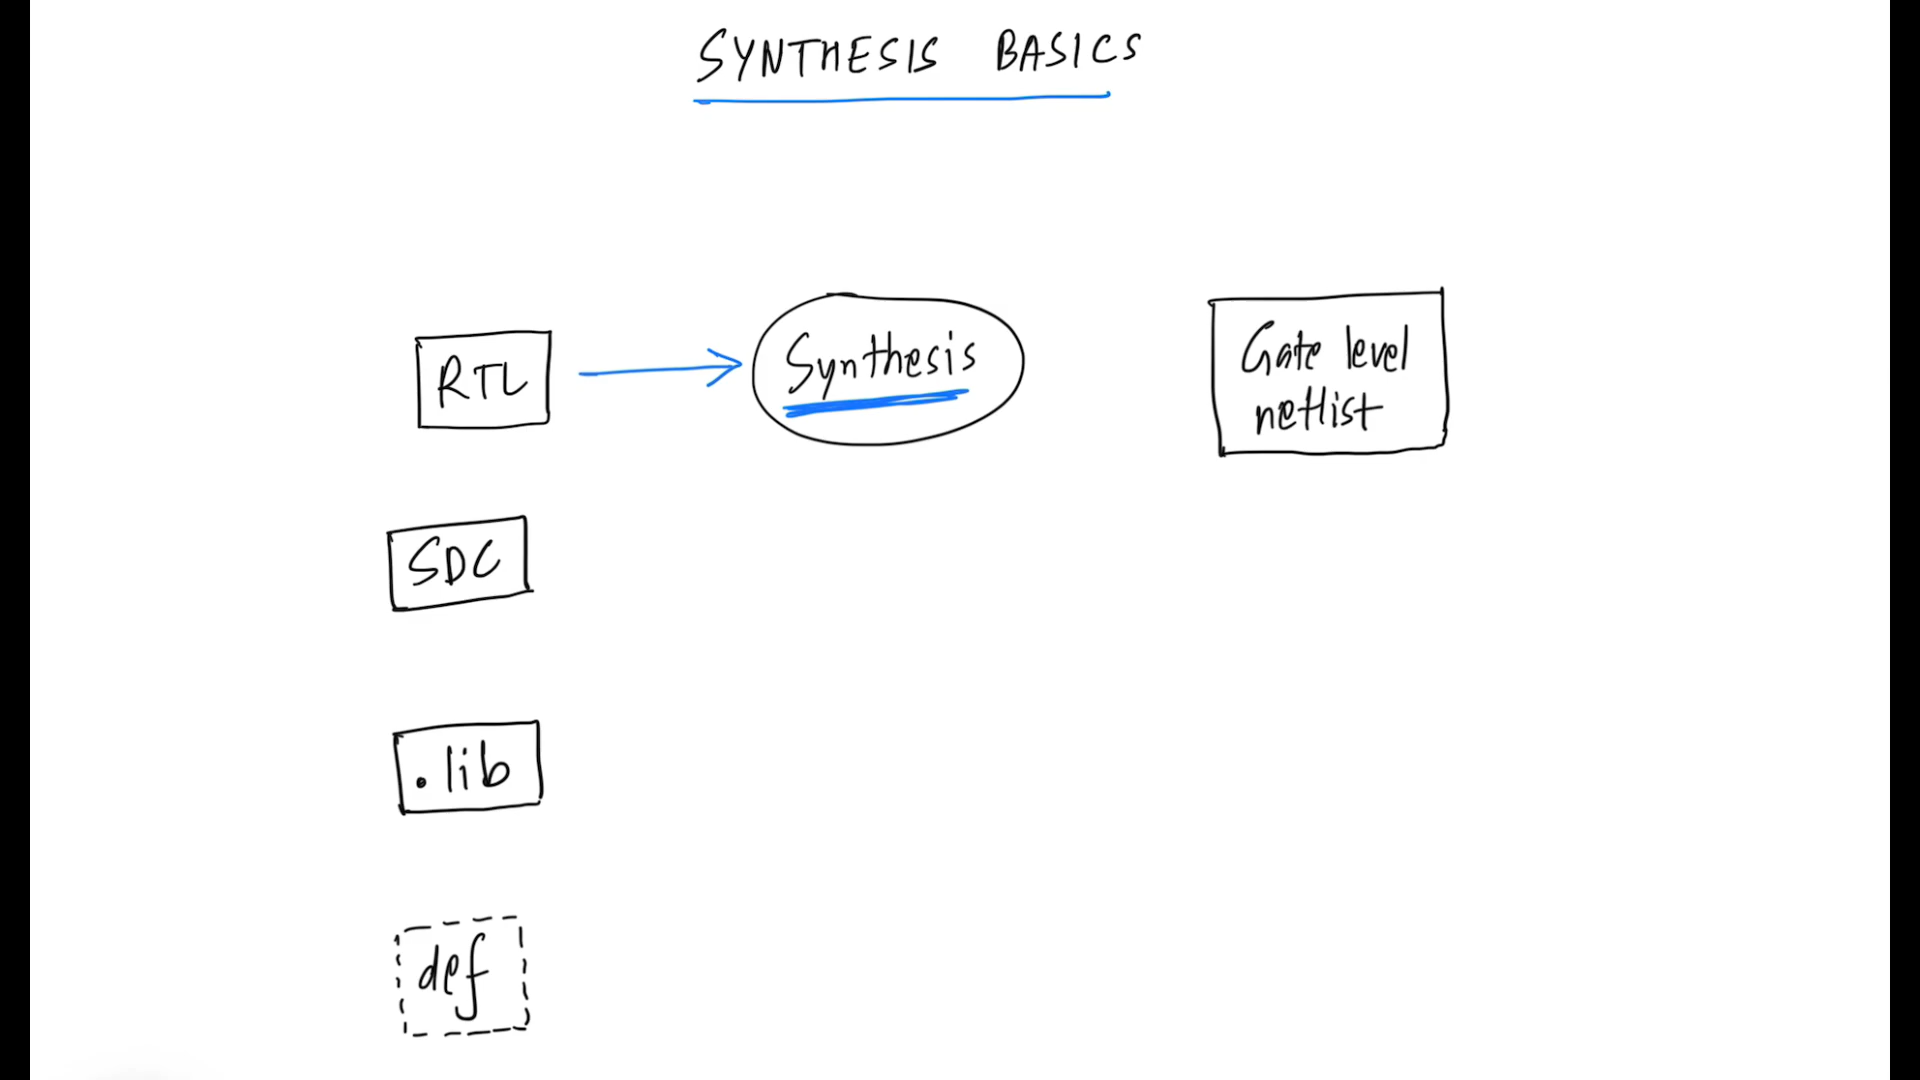 SYNTHESIS BASICS
RTL
Synthesis
Gate level
netlist
SDC
.lib
def